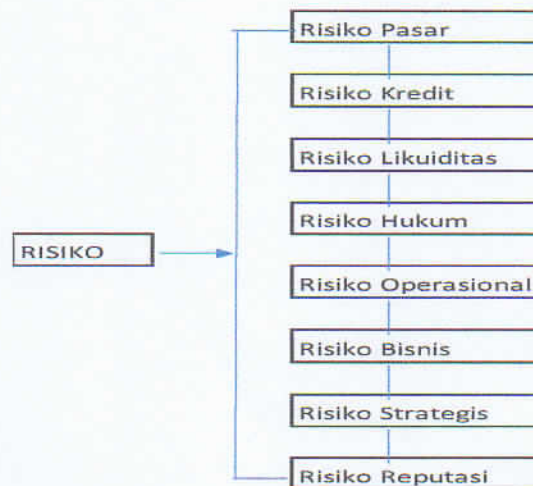 Risiko Pasar
Risiko Kredit
Risiko Likuiditas
Risiko Hukum
RISIKO
Risiko Operasional
Risiko Bisnis
Risiko Strategis
Risiko Reputasi